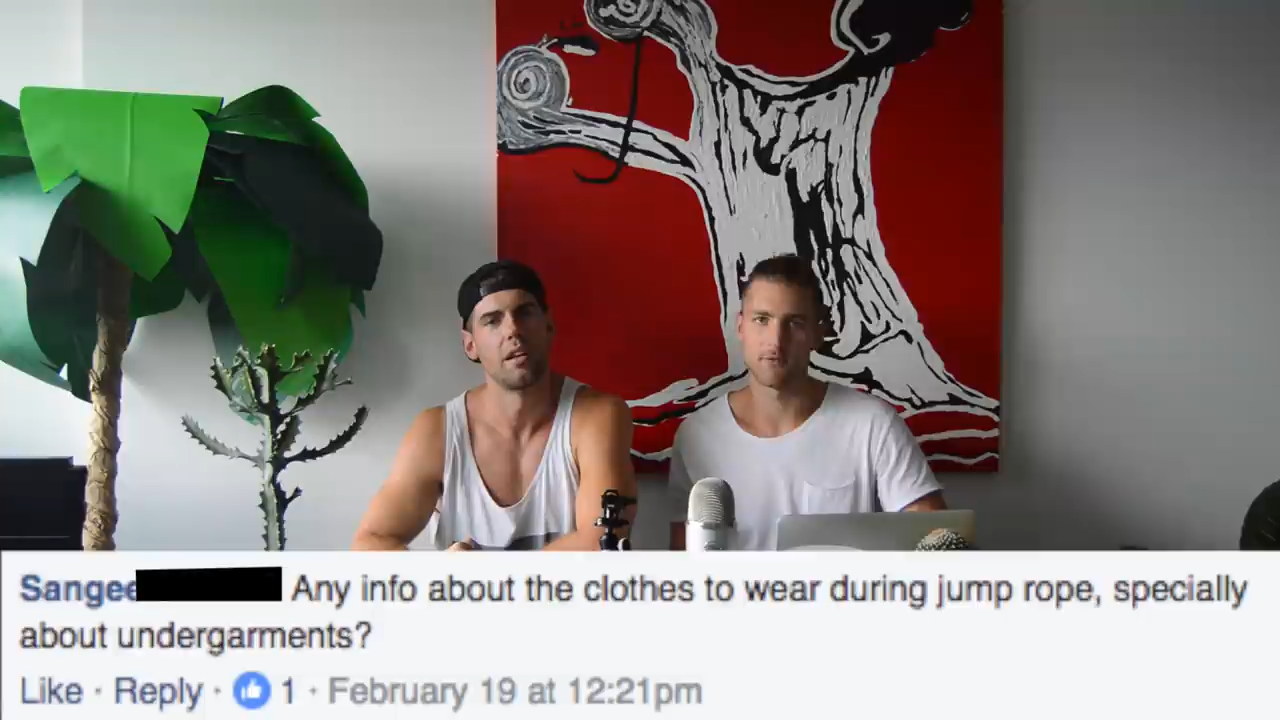 Sangee Any info about the clothes to wear during jump rope, specially
about undergarments?
Like · Reply · 1 · February 19 at 12:21pm